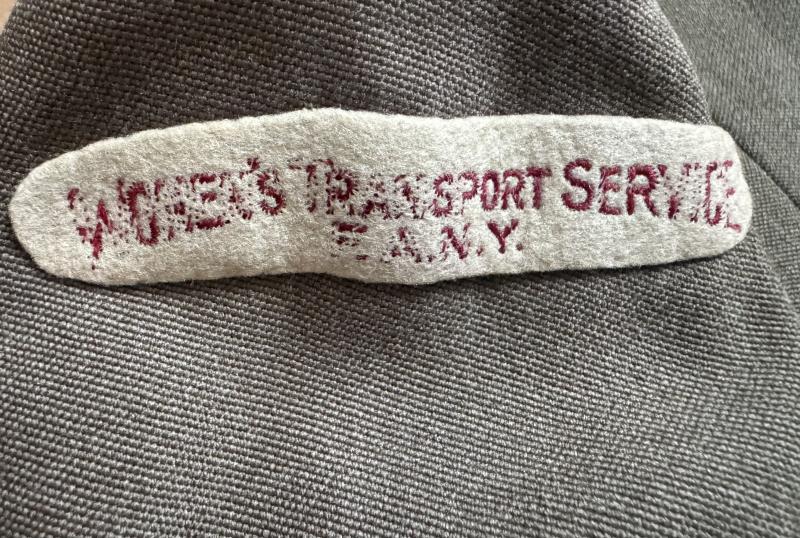 WOMEN'S TRANSPORT SERVICE
F.A.N.Y.